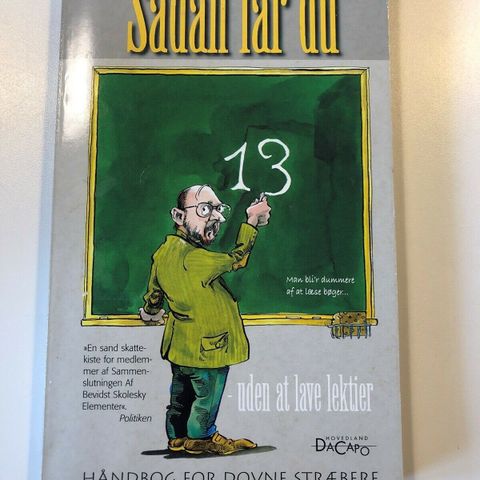 Sådan får du
13
Man bli'r dummere
af at læse bøger...
»En sand skatte-
kiste for medlem-
mer af Sammen-
slutningen Af
Bevidst Skolesky
Elementer«.
Politiken
- uden at lave lektier
HOVEDLAND
DACAPO
HÅNDBOG FOR DOVNE STRÆBERE